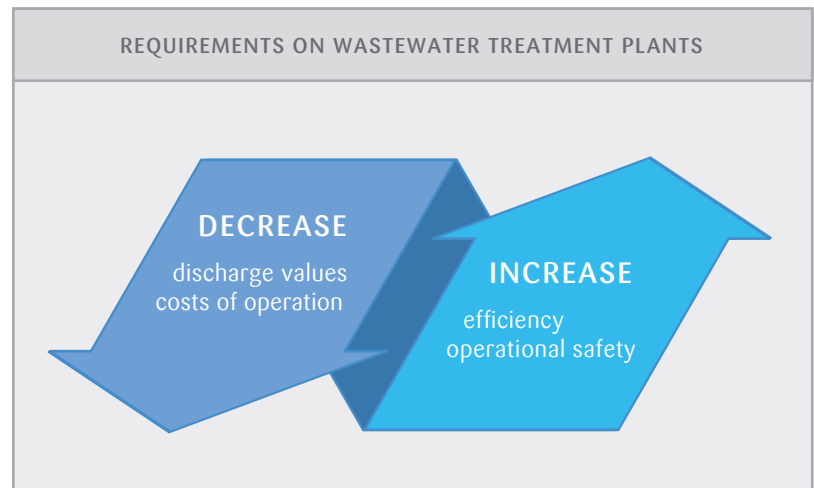 REQUIREMENTS ON WASTEWATER TREATMENT PLANTS
DECREASE
discharge values
costs of operation
INCREASE
efficiency
operational safety